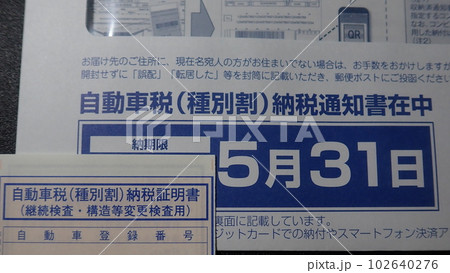 QR
お届け先のご住所に、現在名宛人の方がお住まいでない場合は、お手数をおかけしますが
開封せずに「誤配」「転居した」等を封筒に記載いただき、郵便ポストにご投函ください
自動車税(種別割)納税通知書在中
納期限
5月31日
自動車税(種別割)納税証明書
(継続検査・構造等変更検査用)
自動車登録番号
裏面に記載しています。
ジットカードでの納付やスマートフォン決済ア
PIXTA
pixta.jp - 102640276